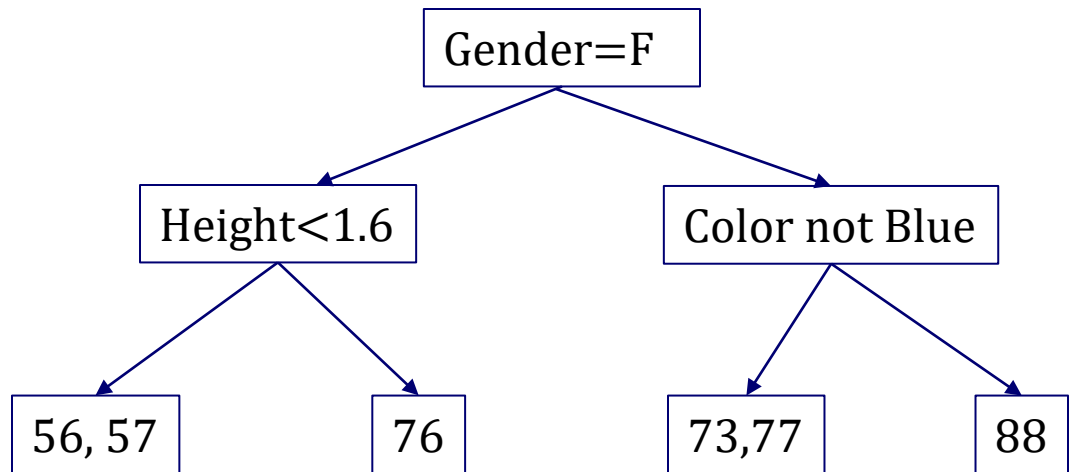 Gender=F
Height<1.6
Color not Blue
56, 57
76
73,77
88